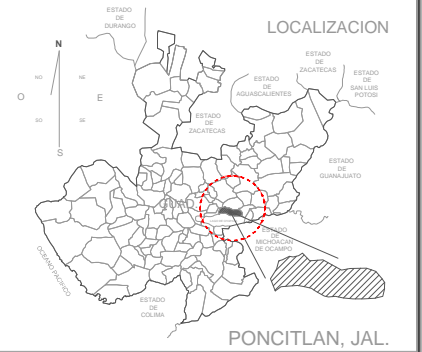 LOCALIZACION
ESTADO
DE
DURANGO
N
NO
NE
O
E
SO
SE
S
ESTADO
DE
ZACATECAS
ESTADO
DE
AGUASCALIENTES
ESTADO
DE
SAN LUIS
POTOSI
ESTADO
DE
ZACATECAS
ESTADO
DE
GUANAJUATO
GUAD
ESTADO
DE
MICHOACAN
DE OCAMPO
OCEANO PACIFICO
ESTADO
DE
COLIMA
PONCITLAN, JAL.